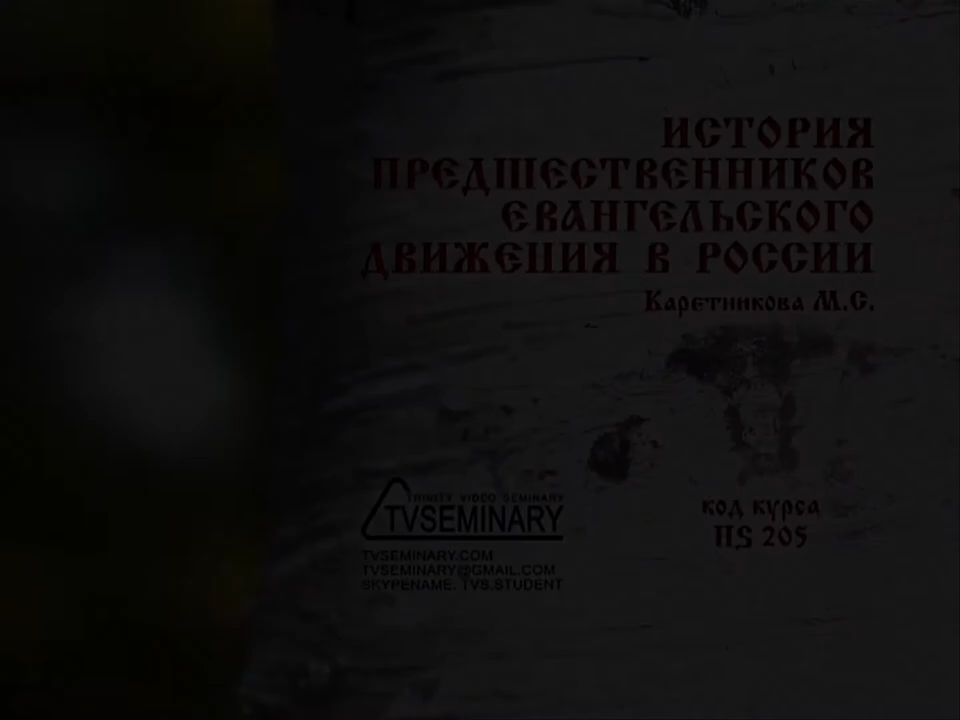 ИСТОРИЯ
ПРЕДШЕСТВЕННИКОВ
ЕВАНГЕЛЬСКОГО
ДВИЖЕНИЯ В РОССИИ
Каретникова М.С.
TRINITY VIDEO SEMINARY
TVSEMINARY
TVSEMINARY.COM
TVSEMINARY@GMAIL.COM
SKYPENAME: TVS.STUDENT
код курса
HS 205